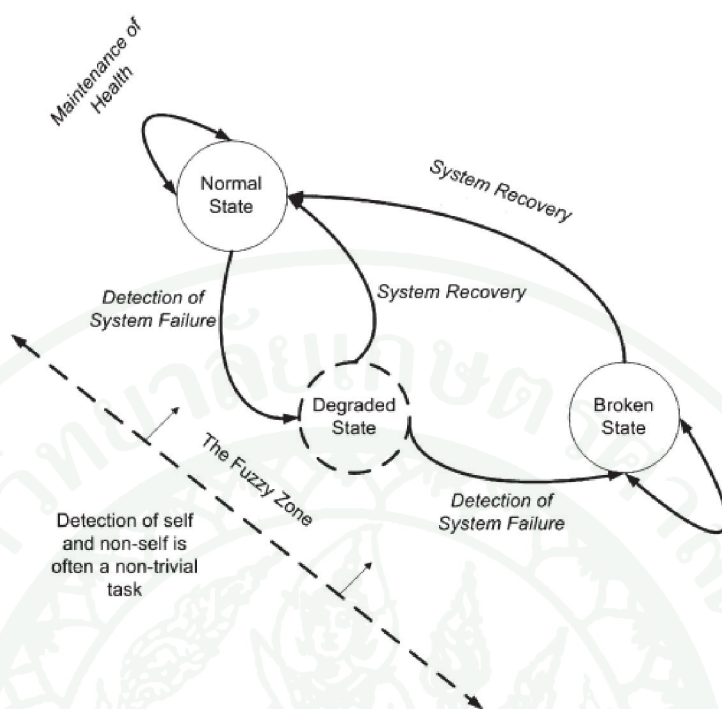 Maintenance of
Health
Normal
State
System Recovery
Detection of
System Failure
System Recovery
Degraded
State
Broken
State
The Fuzzy Zone
Detection of
System Failure
Detection of self
and non-self is
often a non-trivial
task